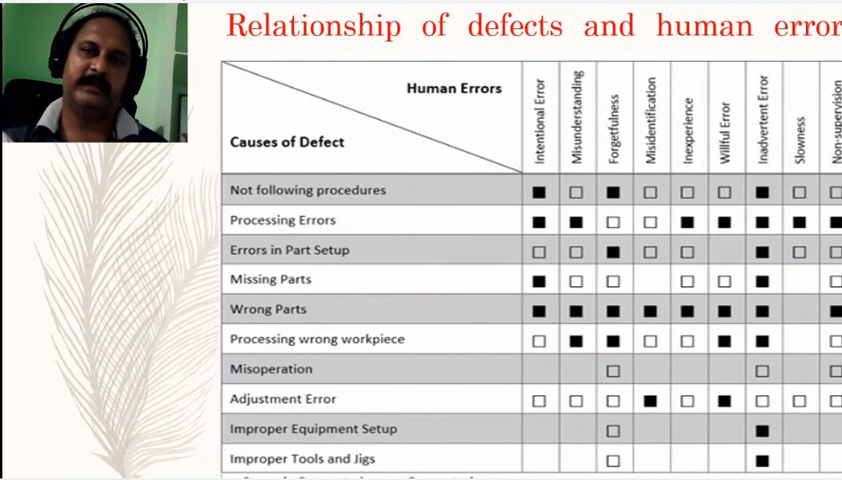 Relationship of defects and human error
Human Errors
Causes of Defect
Intentional Error
Misunderstanding
Forgetfulness
Misidentification
Inexperience
Willful Error
Inadvertent Error
Slowness
Non-supervision
Not following procedures
Processing Errors
Errors in Part Setup
Missing Parts
Wrong Parts
Processing wrong workpiece
Misoperation
Adjustment Error
Improper Equipment Setup
Improper Tools and Jigs